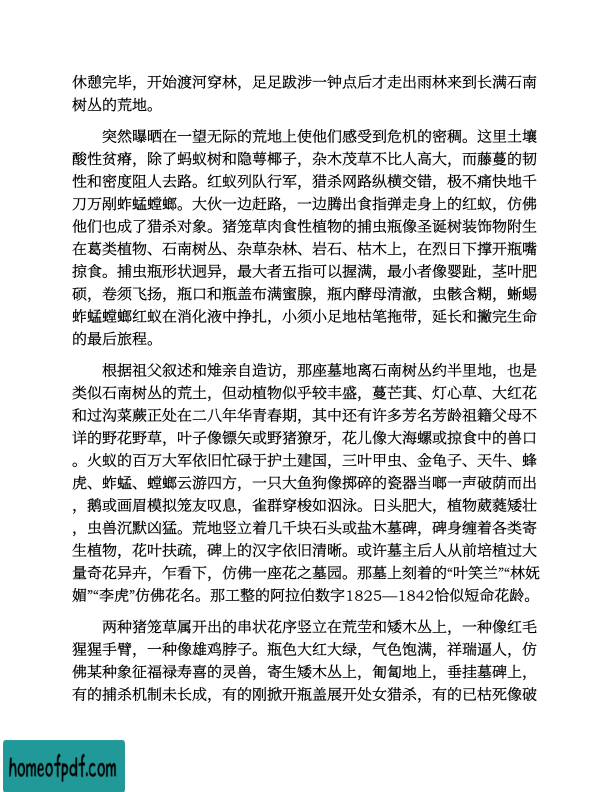 休憩完毕，开始渡河穿林，足足跋涉一钟点后才走出雨林来到长满石南
树丛的荒地。
突然曝晒在一望无际的荒地上使他们感受到危机的密稠。这里土壤
酸性贫瘠，除了蚂蚁树和隐萼椰子，杂木茂草不比人高大，而藤蔓的韧
性和密度阻人去路。红蚁列队行军，猎杀网路纵横交错，极不痛快地千
刀万剐蚱蜢螳螂。大伙一边赶路，一边腾出食指弹走身上的红蚁，仿佛
他们也成了猎杀对象。猪笼草肉食性植物的捕虫瓶像圣诞树装饰物附生
在葛类植物、石南树丛、杂草杂林、岩石、枯木上，在烈日下撑开瓶嘴
掠食。捕虫瓶形状迥异，最大者五指可以握满，最小者像婴趾，茎叶肥
硕，卷须飞扬，瓶口和瓶盖布满蜜腺，瓶内酵母清澈，虫骸含糊，蜥蜴
蚱蜢螳螂红蚁在消化液中挣扎，小须小足地枯笔拖带，延长和撇完生命
的最后旅程。
根据祖父叙述和雉亲自造访，那座墓地离石南树丛约半里地，也是
类似石南树丛的荒土，但动植物似乎较丰盛，蔓芒萁、灯心草、大红花
和过沟菜蕨正处在二八年华青春期，其中还有许多芳名芳龄祖籍父母不
详的野花野草，叶子像镖矢或野猪獠牙，花儿像大海螺或掠食中的兽口
。火蚁的百万大军依旧忙碌于护土建国，三叶甲虫、金龟子、天牛、蜂
虎、蚱蜢、螳螂云游四方，一只大鱼狗像掷碎的瓷器当啷一声破荫而出
，鹅或画眉模拟笼友叹息，雀群穿梭如泅泳。日头肥大，植物葳蕤矮壮
，虫兽沉默凶猛。荒地竖立着几千块石头或盐木墓碑，碑身缠着各类寄
生植物，花叶扶疏，碑上的汉字依旧清晰。或许墓主后人从前培植过大
量奇花异卉，乍看下，仿佛一座花之墓园。那墓上刻着的“叶笑兰”“林妩
媚”“李虎”仿佛花名。那工整的阿拉伯数字1825—1842恰似短命花龄。
两种猪笼草属开出的串状花序竖立在荒茔和矮木丛上，一种像红毛
猩猩手臂，一种像雄鸡脖子。瓶色大红大绿，气色饱满，祥瑞逼人，仿
佛某种象征福禄寿喜的灵兽，寄生矮木丛上，匍匐地上，垂挂墓碑上，
有的捕杀机制未长成，有的刚掀开瓶盖展开处女猎杀，有的已枯死像破
homeofpdf.com